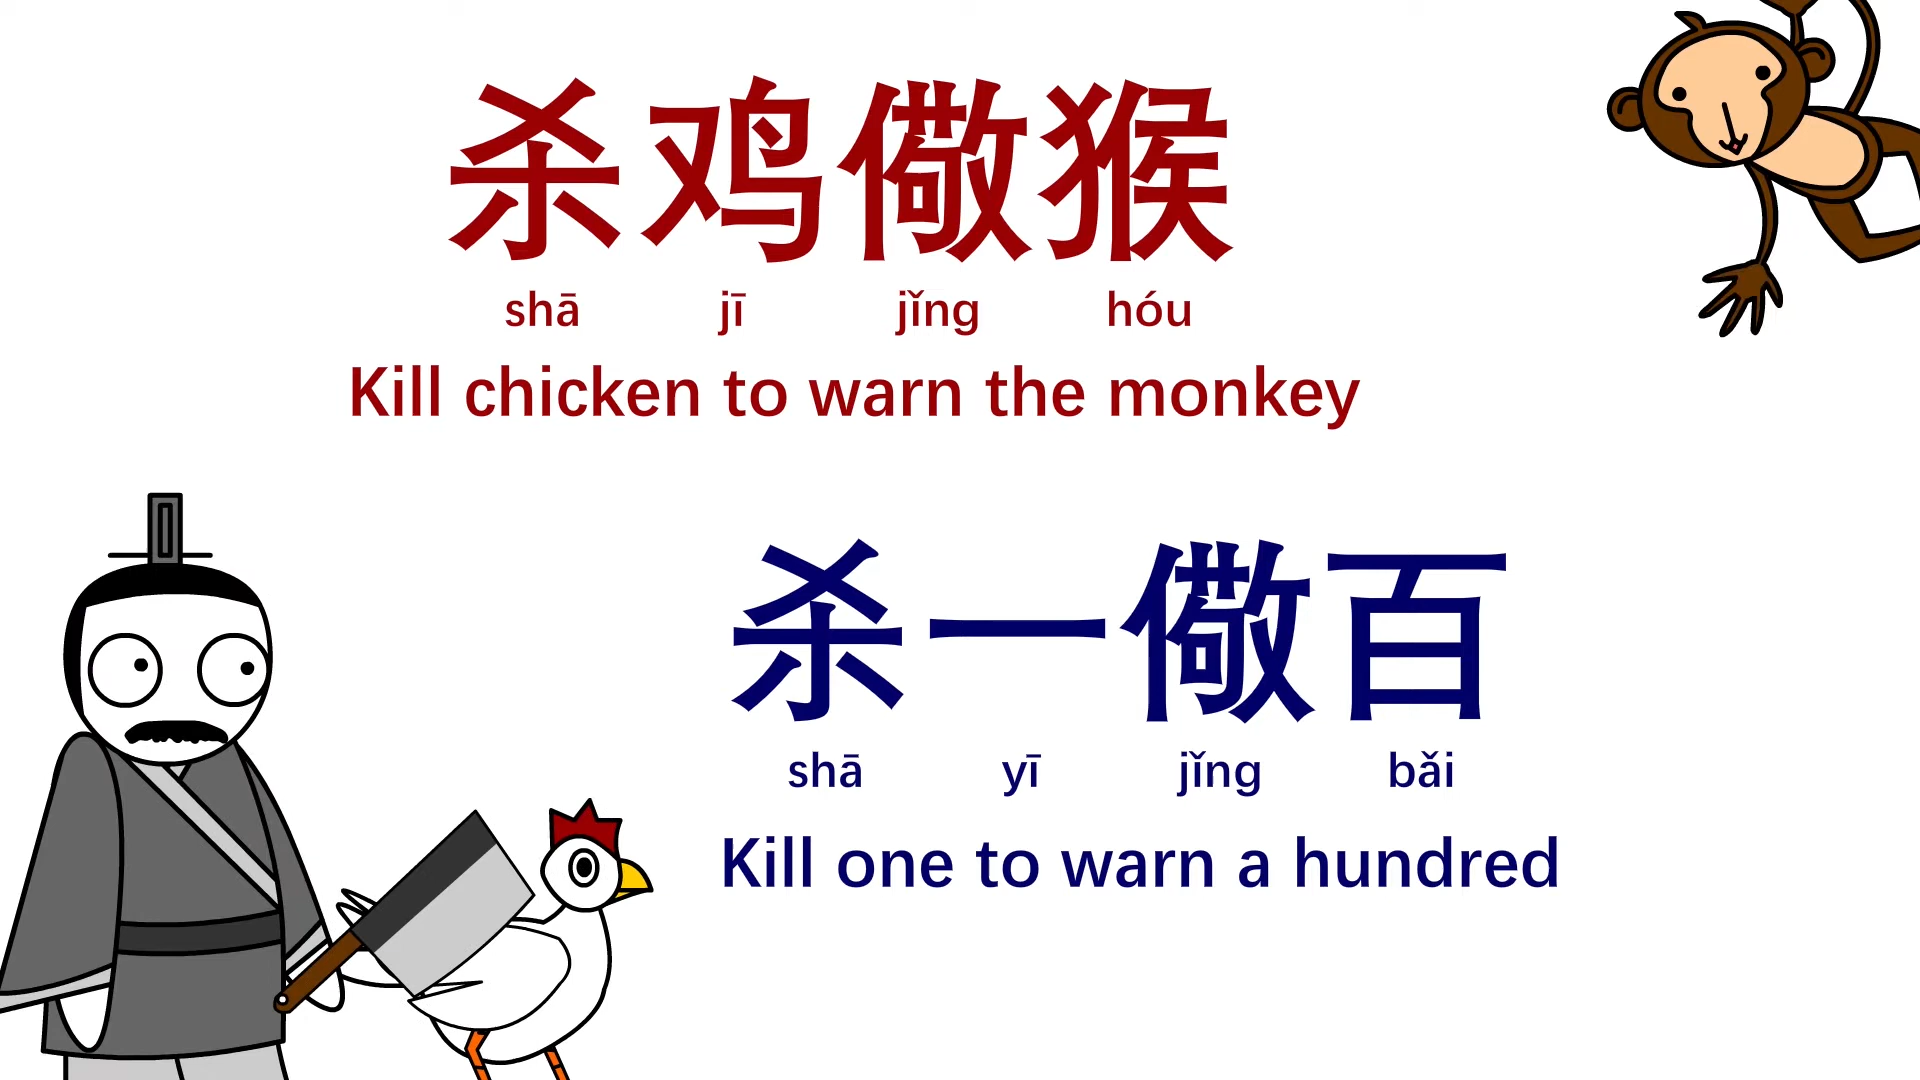 杀鸡儆猴
shā jī jǐng hóu
Kill chicken to warn the monkey
杀一儆百
shā yī jǐng bǎi
Kill one to warn a hundred